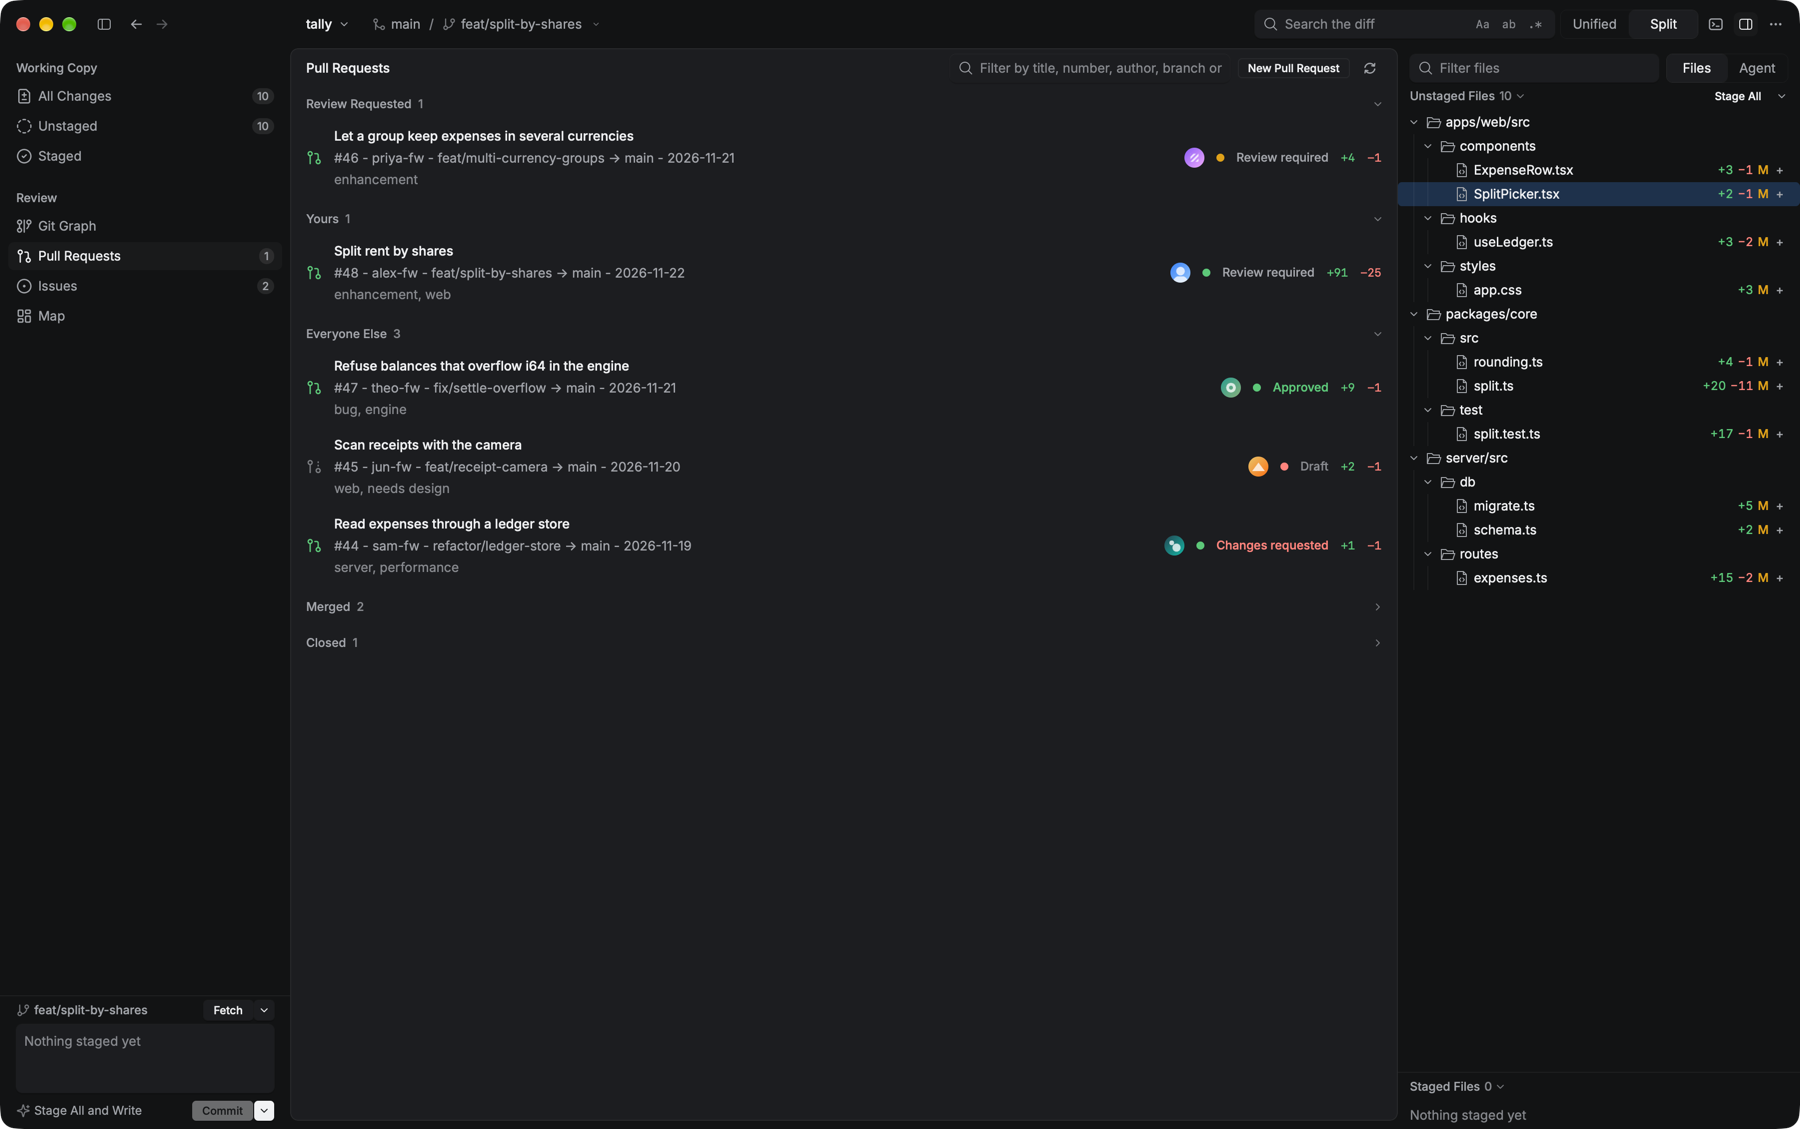 tally
main / feat/split-by-shares
Search the diff
Aa ab .*
Unified
Split
Working Copy
All Changes 10
Unstaged 10
Staged
Review
Git Graph
Pull Requests 1
Issues 2
Map
feat/split-by-shares
Fetch
Nothing staged yet
Stage All and Write
Commit
Pull Requests
Filter by title, number, author, branch or
New Pull Request
Review Requested 1
Let a group keep expenses in several currencies
#46 - priya-fw - feat/multi-currency-groups → main - 2026-11-21
Review required +4 −1
enhancement
Yours 1
Split rent by shares
#48 - alex-fw - feat/split-by-shares → main - 2026-11-22
Review required +91 −25
enhancement, web
Everyone Else 3
Refuse balances that overflow i64 in the engine
#47 - theo-fw - fix/settle-overflow → main - 2026-11-21
Approved +9 −1
bug, engine
Scan receipts with the camera
#45 - jun-fw - feat/receipt-camera → main - 2026-11-20
Draft +2 −1
web, needs design
Read expenses through a ledger store
#44 - sam-fw - refactor/ledger-store → main - 2026-11-19
Changes requested +1 −1
server, performance
Merged 2
Closed 1
Filter files
Files
Agent
Unstaged Files 10
Stage All
apps/web/src
components
ExpenseRow.tsx +3 −1 M +
SplitPicker.tsx +2 −1 M +
hooks
useLedger.ts +3 −2 M +
styles
app.css +3 M +
packages/core
src
rounding.ts +4 −1 M +
split.ts +20 −11 M +
test
split.test.ts +17 −1 M +
server/src
db
migrate.ts +5 M +
schema.ts +2 M +
routes
expenses.ts +15 −2 M +
Staged Files 0
Nothing staged yet